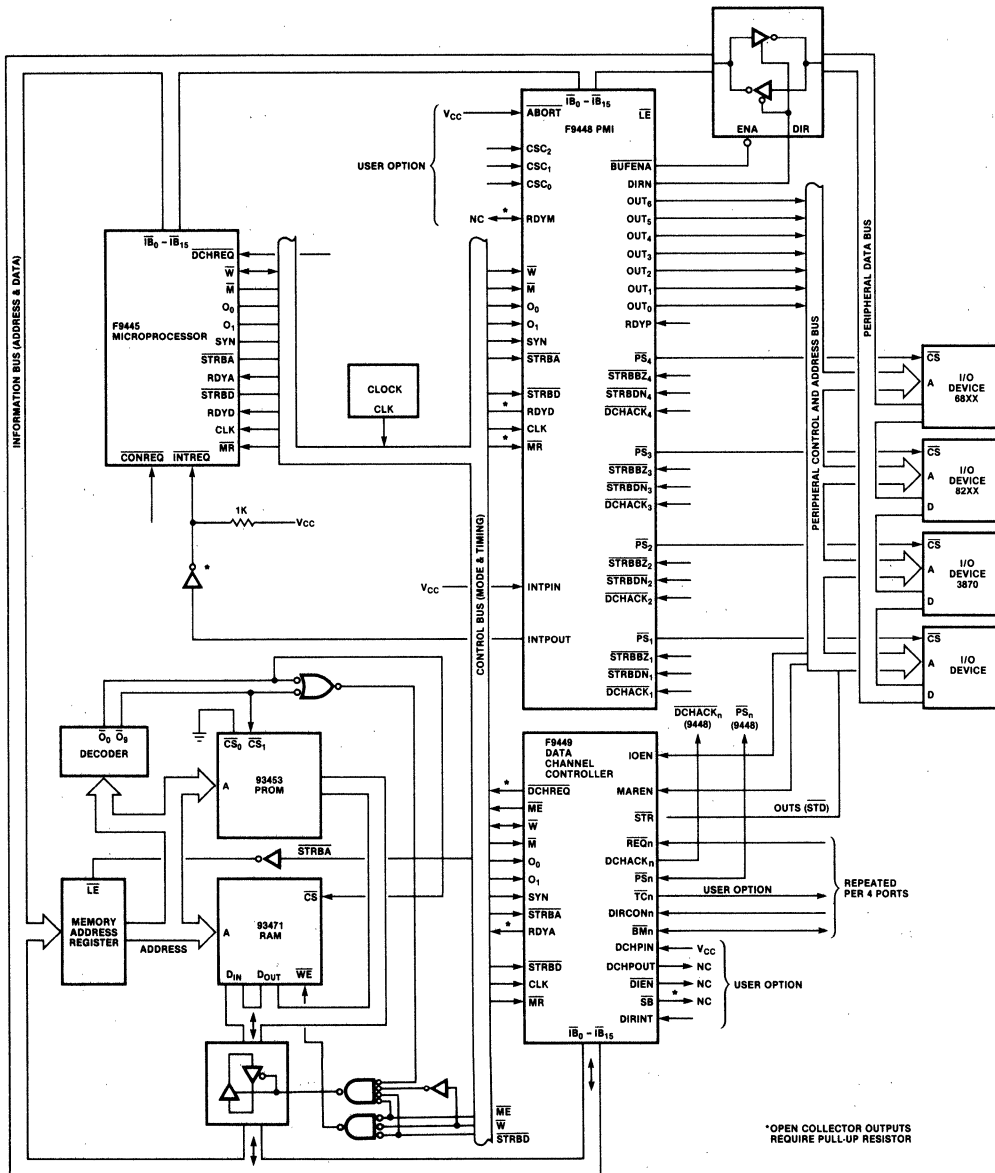 INFORMATION BUS (ADDRESS & DATA)
IB0 – IB15
DCHREQ
W
M
O0
O1
SYN
STRBA
RDYA
STRBD
RDYD
CLK
MR
F9445
MICROPROCESSOR
CONREQ INTREQ
1K
VCC
*
CLOCK
CLK
USER OPTION
VCC
NC
*
CONTROL BUS (MODE & TIMING)
IB0 – IB15
ABORT
LE
F9448 PMI
CSC2
CSC1
CSC0
RDYM
W
M
O0
O1
SYN
STRBA
STRBD
* RDYD
CLK
* MR
VCC
INTPIN
INTPOUT
BUFENA
DIRN
OUT6
OUT5
OUT4
OUT3
OUT2
OUT1
OUT0
RDYP
PS4
STRBBZ4
STRBDN4
DCHACK4
PS3
STRBBZ3
STRBDN3
DCHACK3
PS2
STRBBZ2
STRBDN2
DCHACK2
PS1
STRBBZ1
STRBDN1
DCHACK1
ENA DIR
PERIPHERAL CONTROL AND ADDRESS BUS
PERIPHERAL DATA BUS
CS
A
I/O
DEVICE
68XX
CS
A
D
I/O
DEVICE
82XX
CS
A
D
I/O
DEVICE
3870
CS
A
D
I/O
DEVICE
O0 O9
DECODER
CS0 CS1
A
93453
PROM
STRBA
LE
MEMORY
ADDRESS
REGISTER
ADDRESS
CS
A
93471
RAM
DIN DOUT WE
ME
W
STRBD
DCHACKn
(9448)
PSn
(9448)
F9449
DATA
CHANNEL
CONTROLLER
* DCHREQ
ME
W
M
O0
O1
SYN
STRBA
* RDYA
STRBD
CLK
MR
IOEN
MAREN
STR
OUTS (STD)
REQn
DCHACKn
PSn
TCn
USER OPTION
DIRCONn
BMn
REPEATED
PER 4 PORTS
DCHPIN
VCC
DCHPOUT
NC
DIEN
NC
SB
* NC
DIRINT
USER OPTION
IB0 – IB15
*OPEN COLLECTOR OUTPUTS
REQUIRE PULL-UP RESISTOR